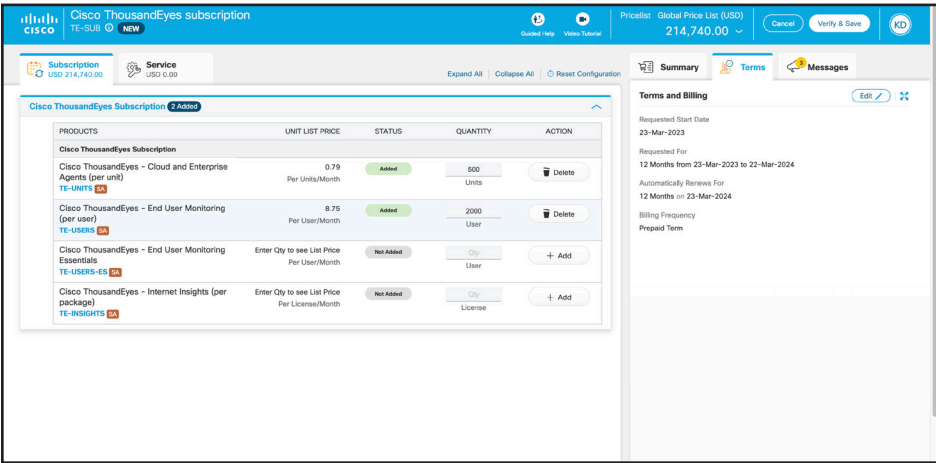 CISCO
Cisco ThousandEyes subscription
TE-SUB NEW
Guided Help
Video Tutorial
Pricelist Global Price List (USD)
214,740.00
Cancel
Verify & Save
KD
Subscription
USD 214,740.00
Service
USD 0.00
Expand All
Collapse All
Reset Configuration
Summary
Terms
3
Messages
Cisco ThousandEyes Subscription 2 Added
PRODUCTS UNIT LIST PRICE STATUS QUANTITY ACTION
Cisco ThousandEyes Subscription
Cisco ThousandEyes - Cloud and Enterprise
Agents (per unit)
TE-UNITS SA
0.79
Per Units/Month
Added
500
Units
Delete
Cisco ThousandEyes - End User Monitoring
(per user)
TE-USERS SA
8.75
Per User/Month
Added
2000
User
Delete
Cisco ThousandEyes - End User Monitoring
Essentials
TE-USERS-ES SA
Enter Qty to see List Price
Per User/Month
Not Added
Qty
User
+ Add
Cisco ThousandEyes - Internet Insights (per
package)
TE-INSIGHTS SA
Enter Qty to see List Price
Per License/Month
Not Added
Qty
License
+ Add
Terms and Billing
Edit
Requested Start Date
23-Mar-2023
Requested For
12 Months from 23-Mar-2023 to 22-Mar-2024
Automatically Renews For
12 Months on 23-Mar-2024
Billing Frequency
Prepaid Term